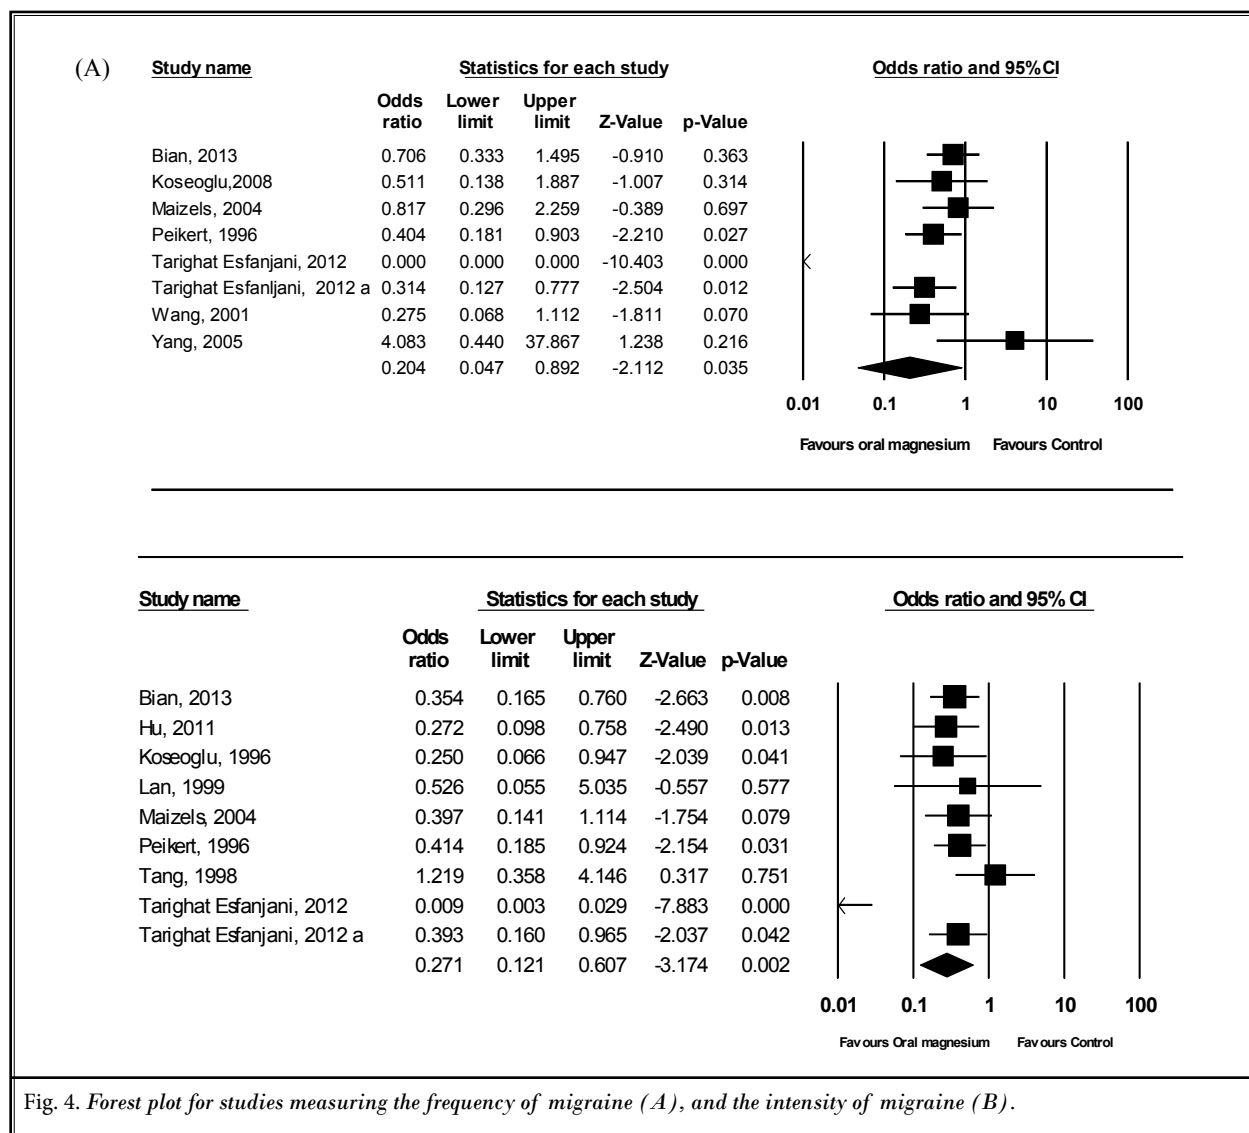 (A) Study name Statistics for each study Odds ratio and 95%CI
Odds Lower Upper
ratio limit limit Z-Value p-Value
Bian, 2013 0.706 0.333 1.495 -0.910 0.363
Koseoglu,2008 0.511 0.138 1.887 -1.007 0.314
Maizels, 2004 0.817 0.296 2.259 -0.389 0.697
Peikert, 1996 0.404 0.181 0.903 -2.210 0.027
Tarighat Esfanjani, 2012 0.000 0.000 0.000 -10.403 0.000
Tarighat Esfanljani, 2012 a 0.314 0.127 0.777 -2.504 0.012
Wang, 2001 0.275 0.068 1.112 -1.811 0.070
Yang, 2005 4.083 0.440 37.867 1.238 0.216
0.204 0.047 0.892 -2.112 0.035
0.01 0.1 1 10 100
Favours oral magnesium Favours Control
Study name Statistics for each study Odds ratio and 95% CI
Odds Lower Upper
ratio limit limit Z-Value p-Value
Bian, 2013 0.354 0.165 0.760 -2.663 0.008
Hu, 2011 0.272 0.098 0.758 -2.490 0.013
Koseoglu, 1996 0.250 0.066 0.947 -2.039 0.041
Lan, 1999 0.526 0.055 5.035 -0.557 0.577
Maizels, 2004 0.397 0.141 1.114 -1.754 0.079
Peikert, 1996 0.414 0.185 0.924 -2.154 0.031
Tang, 1998 1.219 0.358 4.146 0.317 0.751
Tarighat Esfanjani, 2012 0.009 0.003 0.029 -7.883 0.000
Tarighat Esfanjani, 2012 a 0.393 0.160 0.965 -2.037 0.042
0.271 0.121 0.607 -3.174 0.002
0.01 0.1 1 10 100
Favours Oral magnesium Favours Control
Fig. 4. Forest plot for studies measuring the frequency of migraine (A), and the intensity of migraine (B).